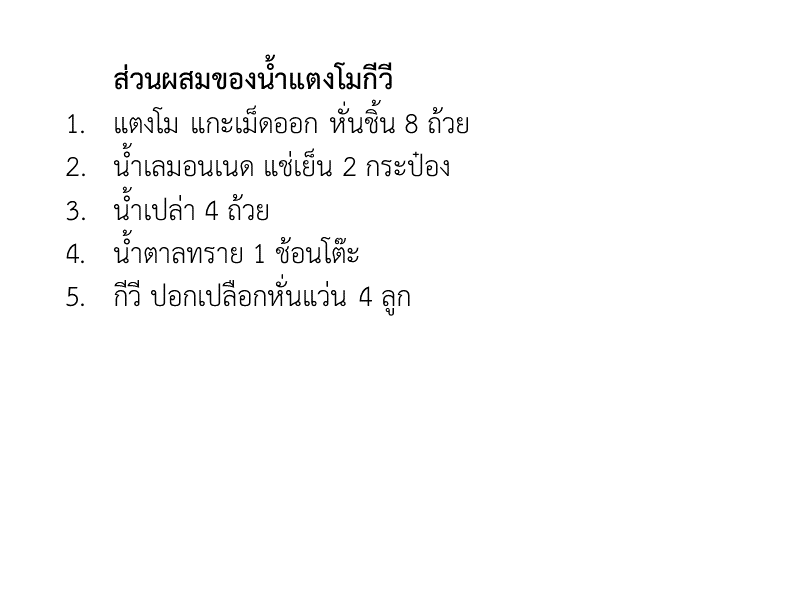 ส่วนผสมของน้ำแตงโมกีวี
1. แตงโม แกะเม็ดออก หั่นชิ้น 8 ถ้วย
2. น้ำเลมอนเนด แช่เย็น 2 กระป๋อง
3. น้ำเปล่า 4 ถ้วย
4. น้ำตาลทราย 1 ช้อนโต๊ะ
5. กีวี ปอกเปลือกหั่นแว่น 4 ลูก